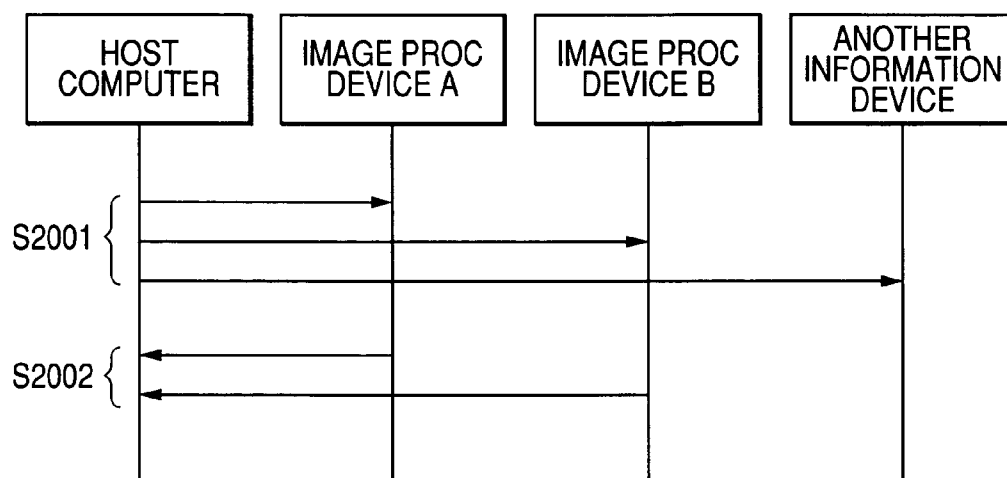 HOST
COMPUTER
IMAGE PROC
DEVICE A
IMAGE PROC
DEVICE B
ANOTHER
INFORMATION
DEVICE
S2001
S2002